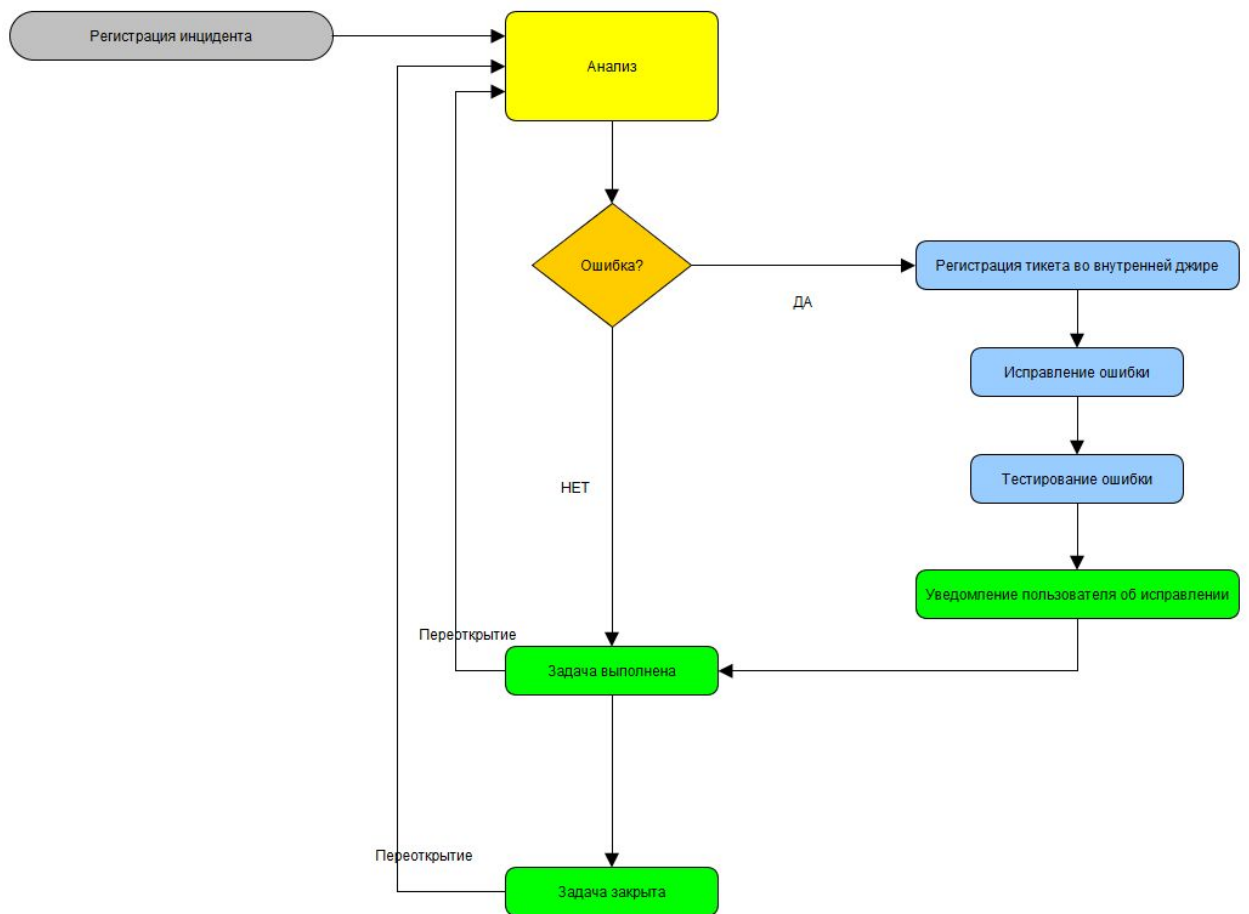 Регистрация инцидента
Анализ
Ошибка?
Регистрация тикета во внутренней джире
ДА
Исправление ошибки
Тестирование ошибки
НЕТ
Уведомление пользователя об исправлении
Переоткрытие
Задача выполнена
Переоткрытие
Задача закрыта